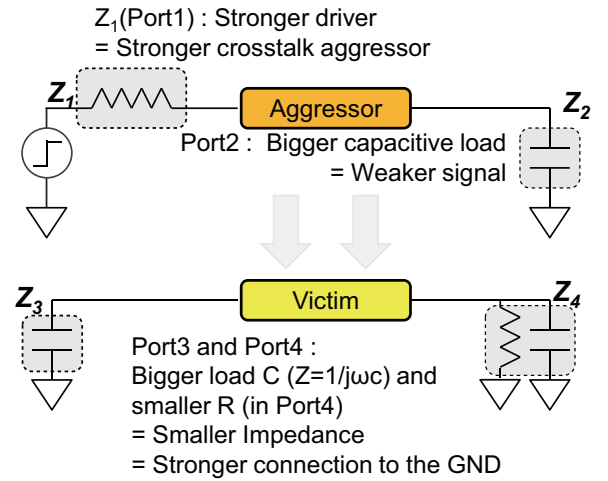 Z1(Port1) : Stronger driver
= Stronger crosstalk aggressor
Z1
Aggressor
Z2
Port2 : Bigger capacitive load
= Weaker signal
Z3
Victim
Z4
Port3 and Port4 :
Bigger load C (Z=1/jωc) and
smaller R (in Port4)
= Smaller Impedance
= Stronger connection to the GND